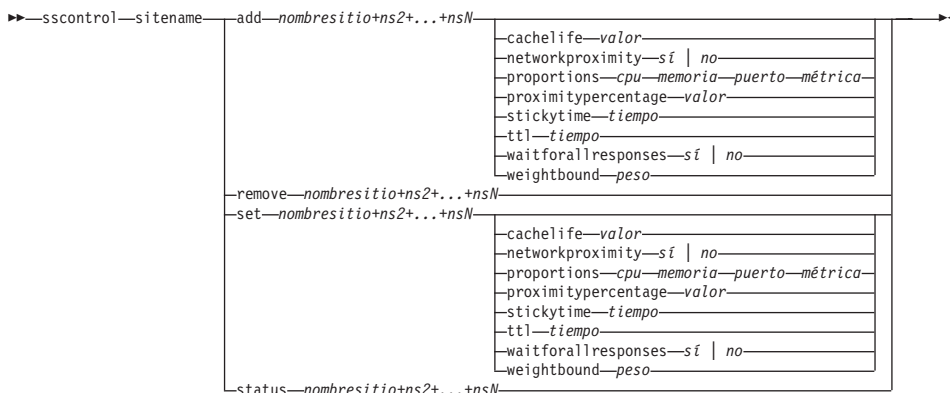 sscontrol sitename add nombresitio+ns2+...+nsN
cachelife valor
networkproximity sí | no
proportions cpu memoria puerto métrica
proximitypercentage valor
stickytime tiempo
ttl tiempo
waitforallresponses sí | no
weightbound peso
remove nombresitio+ns2+...+nsN
set nombresitio+ns2+...+nsN
cachelife valor
networkproximity sí | no
proportions cpu memoria puerto métrica
proximitypercentage valor
stickytime tiempo
ttl tiempo
waitforallresponses sí | no
weightbound peso
status nombresitio+ns2+...+nsN